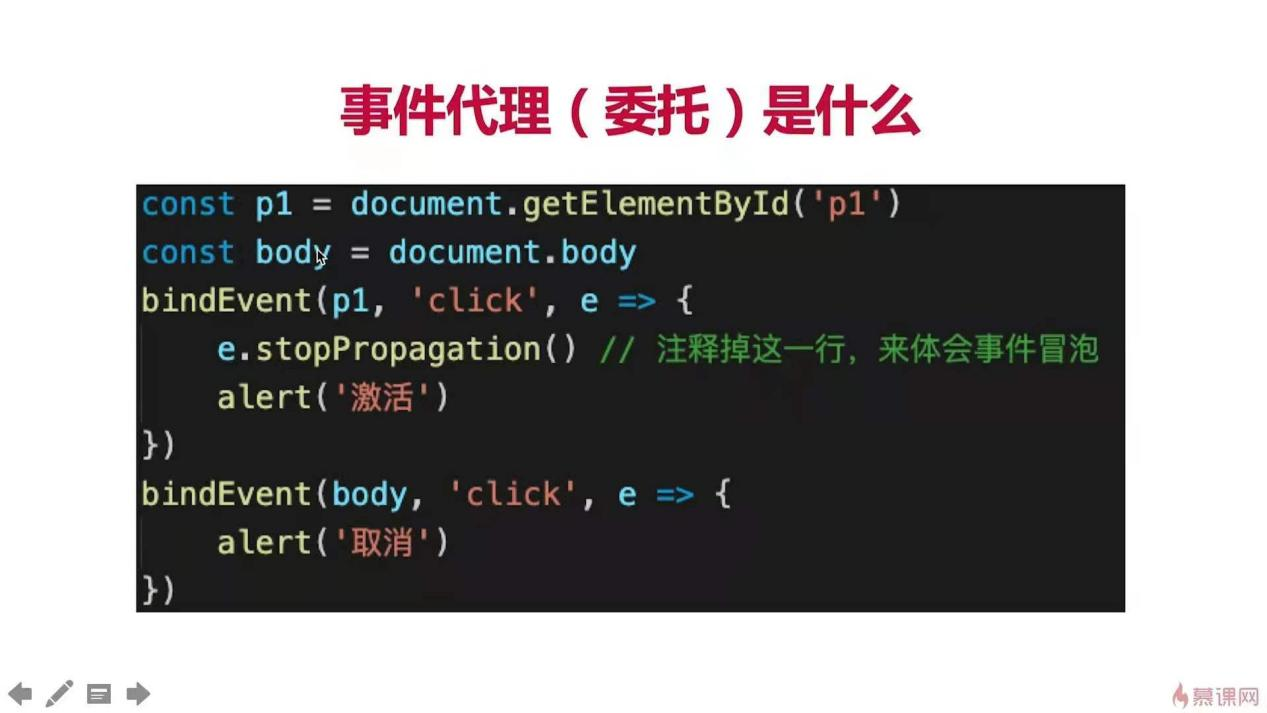 事件代理（委托）是什么
const p1 = document.getElementById('p1')
const body = document.body
bindEvent(p1, 'click', e => {
    e.stopPropagation() // 注释掉这一行，来体会事件冒泡
    alert('激活')
})
bindEvent(body, 'click', e => {
    alert('取消')
})
慕课网